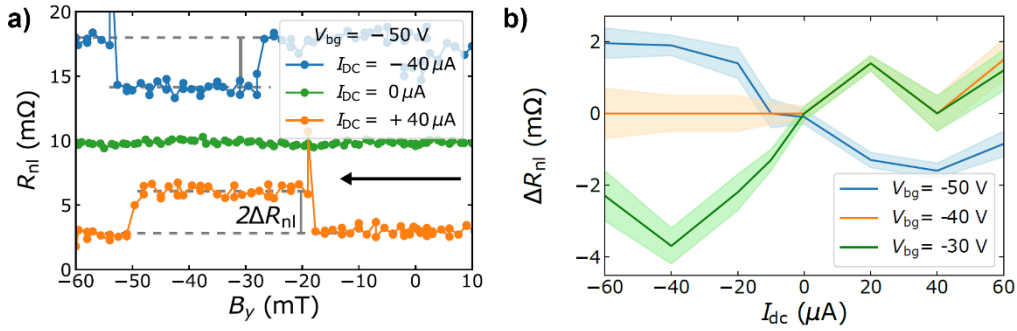 a)
R_nl (mΩ)
20
15
10
5
0
V_bg = − 50 V
I_DC = − 40 μA
I_DC = 0 μA
I_DC = + 40 μA
2ΔR_nl
−60 −50 −40 −30 −20 −10 0 10
B_y (mT)
b)
ΔR_nl (mΩ)
2
0
−2
−4
V_bg= -50 V
V_bg= -40 V
V_bg= -30 V
−60 −40 −20 0 20 40 60
I_dc (μA)